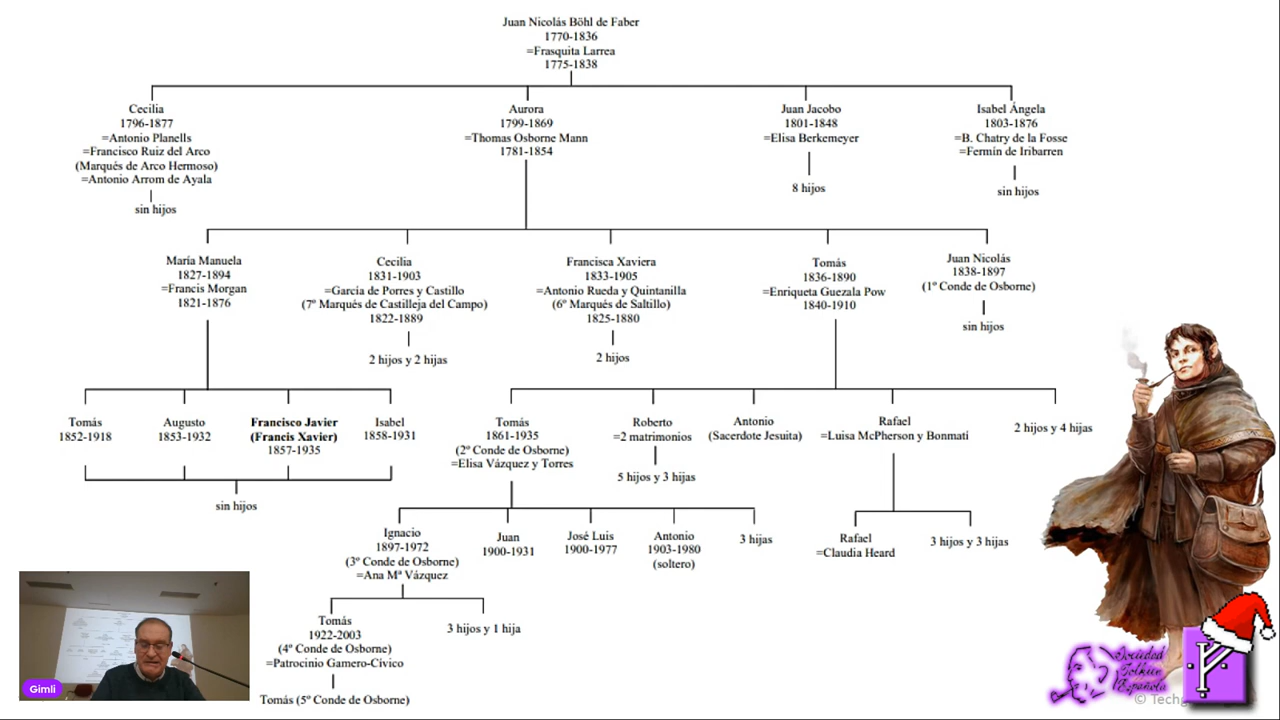 Juan Nicolás Böhl de Faber
1770-1836
=Frasquita Larrea
1775-1838
Cecilia
1796-1877
=Antonio Planells
=Francisco Ruiz del Arco
(Marqués de Arco Hermoso)
=Antonio Arrom de Ayala
sin hijos
Aurora
1799-1869
=Thomas Osborne Mann
1781-1854
Juan Jacobo
1801-1848
=Elisa Berkemeyer
8 hijos
Isabel Ángela
1803-1876
=B. Chatry de la Fosse
=Fermín de Iribarren
sin hijos
María Manuela
1827-1894
=Francis Morgan
1821-1876
Cecilia
1831-1903
=García de Porres y Castillo
(7º Marqués de Castilleja del Campo)
1822-1889
2 hijos y 2 hijas
Francisca Xaviera
1833-1905
=Antonio Rueda y Quintanilla
(6º Marqués de Saltillo)
1825-1880
2 hijos
Tomás
1836-1890
=Enriqueta Guezala Pow
1840-1910
Juan Nicolás
1838-1897
(1º Conde de Osborne)
sin hijos
Tomás
1852-1918
Augusto
1853-1932
Francisco Javier
(Francis Xavier)
1857-1935
Isabel
1858-1931
sin hijos
Tomás
1861-1935
(2º Conde de Osborne)
=Elisa Vázquez y Torres
Roberto
=2 matrimonios
5 hijos y 3 hijas
Antonio
(Sacerdote Jesuita)
Rafael
=Luisa McPherson y Bonmatí
2 hijos y 4 hijas
Ignacio
1897-1972
(3º Conde de Osborne)
=Ana Mª Vázquez
Juan
1900-1931
José Luis
1900-1977
Antonio
1903-1980
(soltero)
3 hijas
Rafael
=Claudia Heard
3 hijos y 3 hijas
Tomás
1922-2003
(4º Conde de Osborne)
=Patrocinio Gamero-Cívico
3 hijos y 1 hija
Tomás (5º Conde de Osborne)
Gimli
Sociedad
Tolkien
Española